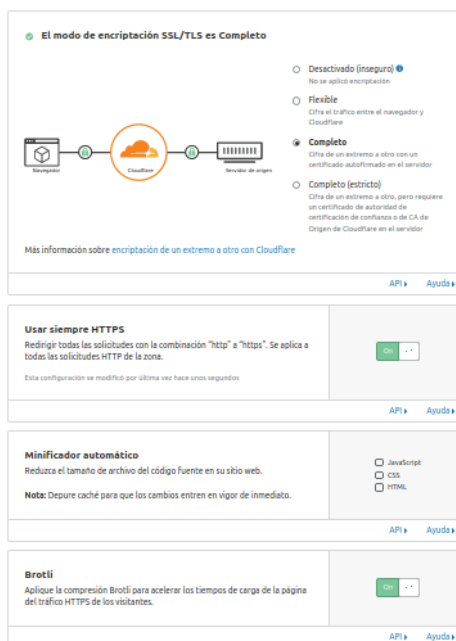 El modo de encriptación SSL/TLS es Completo
Desactivado (inseguro)
No se aplicó encriptación
Flexible
Cifra el tráfico entre el navegador y
Cloudflare
Completo
Cifra de un extremo a otro con un
certificado autofirmado en el servidor
Completo (estricto)
Cifra de un extremo a otro, pero requiere
un certificado de autoridad de
certificación de confianza o de CA de
Origen de Cloudflare en el servidor
Navegador
Cloudflare
Servidor de origen
Más información sobre encriptación de un extremo a otro con Cloudflare
API Ayuda
Usar siempre HTTPS
Redirigir todas las solicitudes con la combinación "http" a "https". Se aplica a
todas las solicitudes HTTP de la zona.
Esta configuración se modificó por última vez hace unos segundos
On
API Ayuda
Minificador automático
Reduzca el tamaño de archivo del código fuente en su sitio web.
Nota: Depure caché para que los cambios entren en vigor de inmediato.
JavaScript
CSS
HTML
API Ayuda
Brotli
Aplique la compresión Brotli para acelerar los tiempos de carga de la página
del tráfico HTTPS de los visitantes.
On
API Ayuda